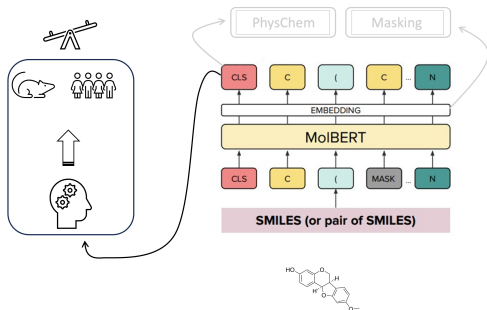 PhysChem Masking
CLS C ( C ... N
EMBEDDING
MolBERT
CLS C ( MASK ... N
SMILES (or pair of SMILES)
HO O H
H O O